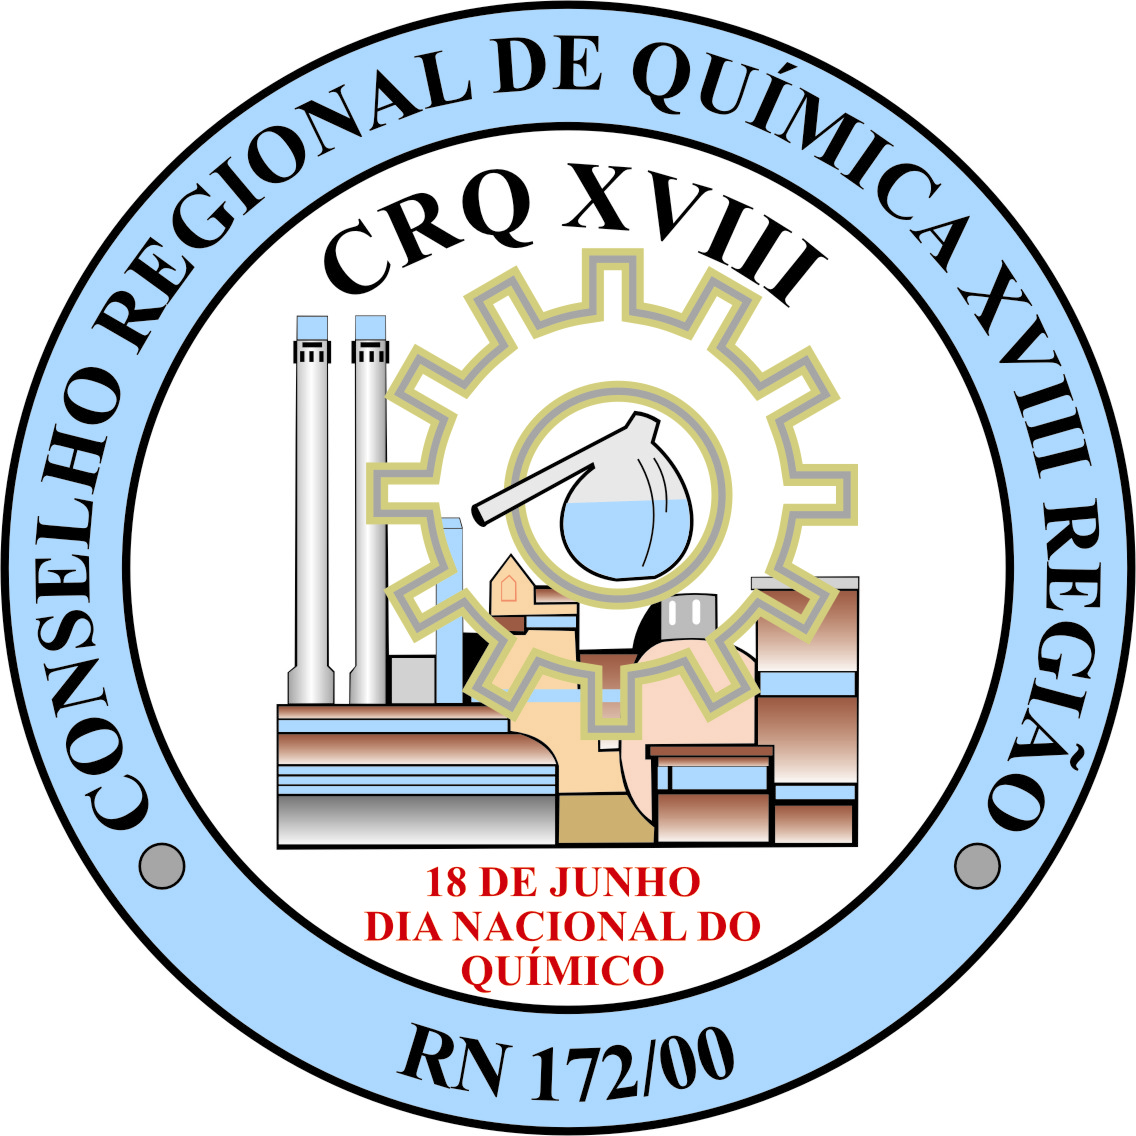 CONSELHO REGIONAL DE QUÍMICA XVIII REGIÃO
CRQ XVIII
18 DE JUNHO
DIA NACIONAL DO
QUÍMICO
RN 172/00